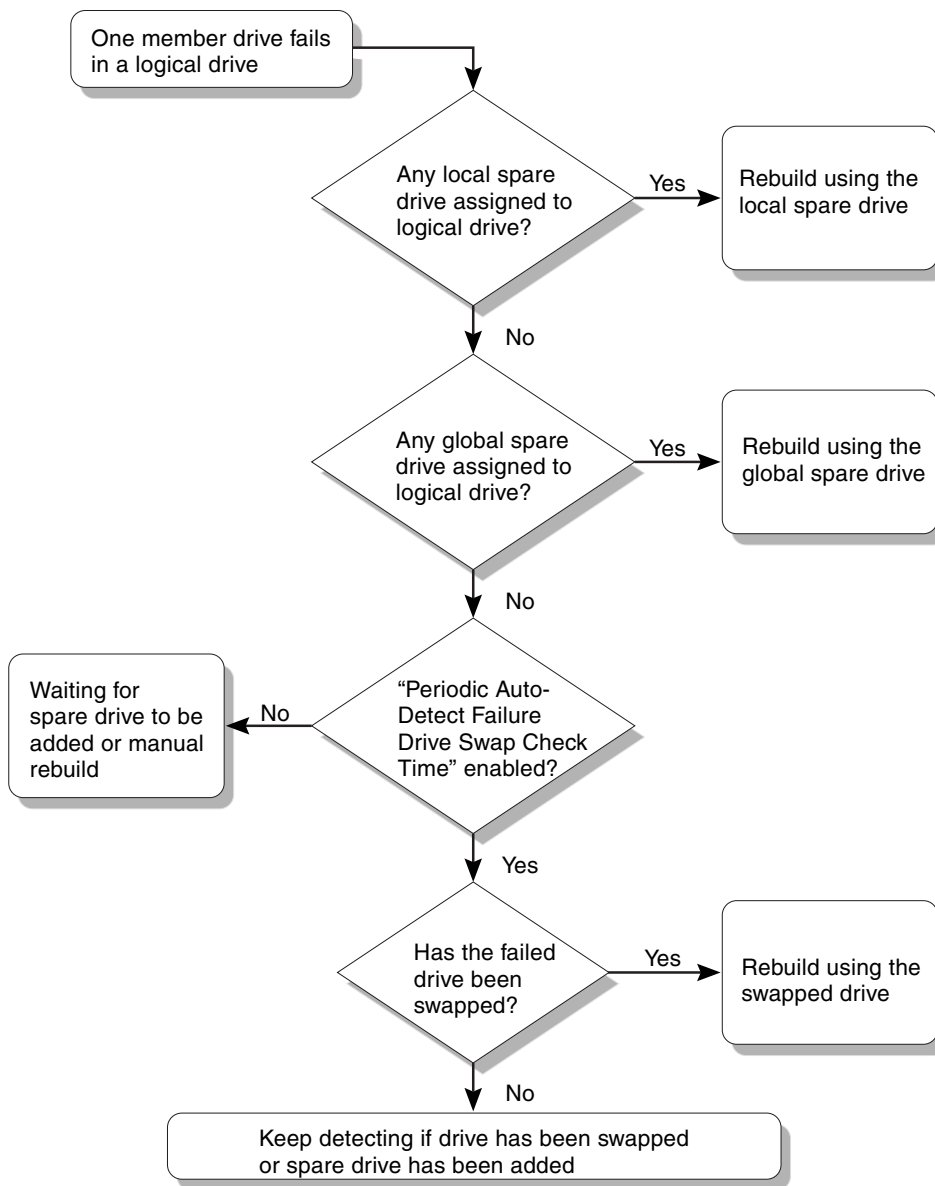 One member drive fails
in a logical drive
Any local spare
drive assigned to
logical drive?
Yes
Rebuild using the
local spare drive
No
Any global spare
drive assigned to
logical drive?
Yes
Rebuild using the
global spare drive
No
“Periodic Auto-
Detect Failure
Drive Swap Check
Time” enabled?
No
Waiting for
spare drive to be
added or manual
rebuild
Yes
Has the failed
drive been
swapped?
Yes
Rebuild using the
swapped drive
No
Keep detecting if drive has been swapped
or spare drive has been added